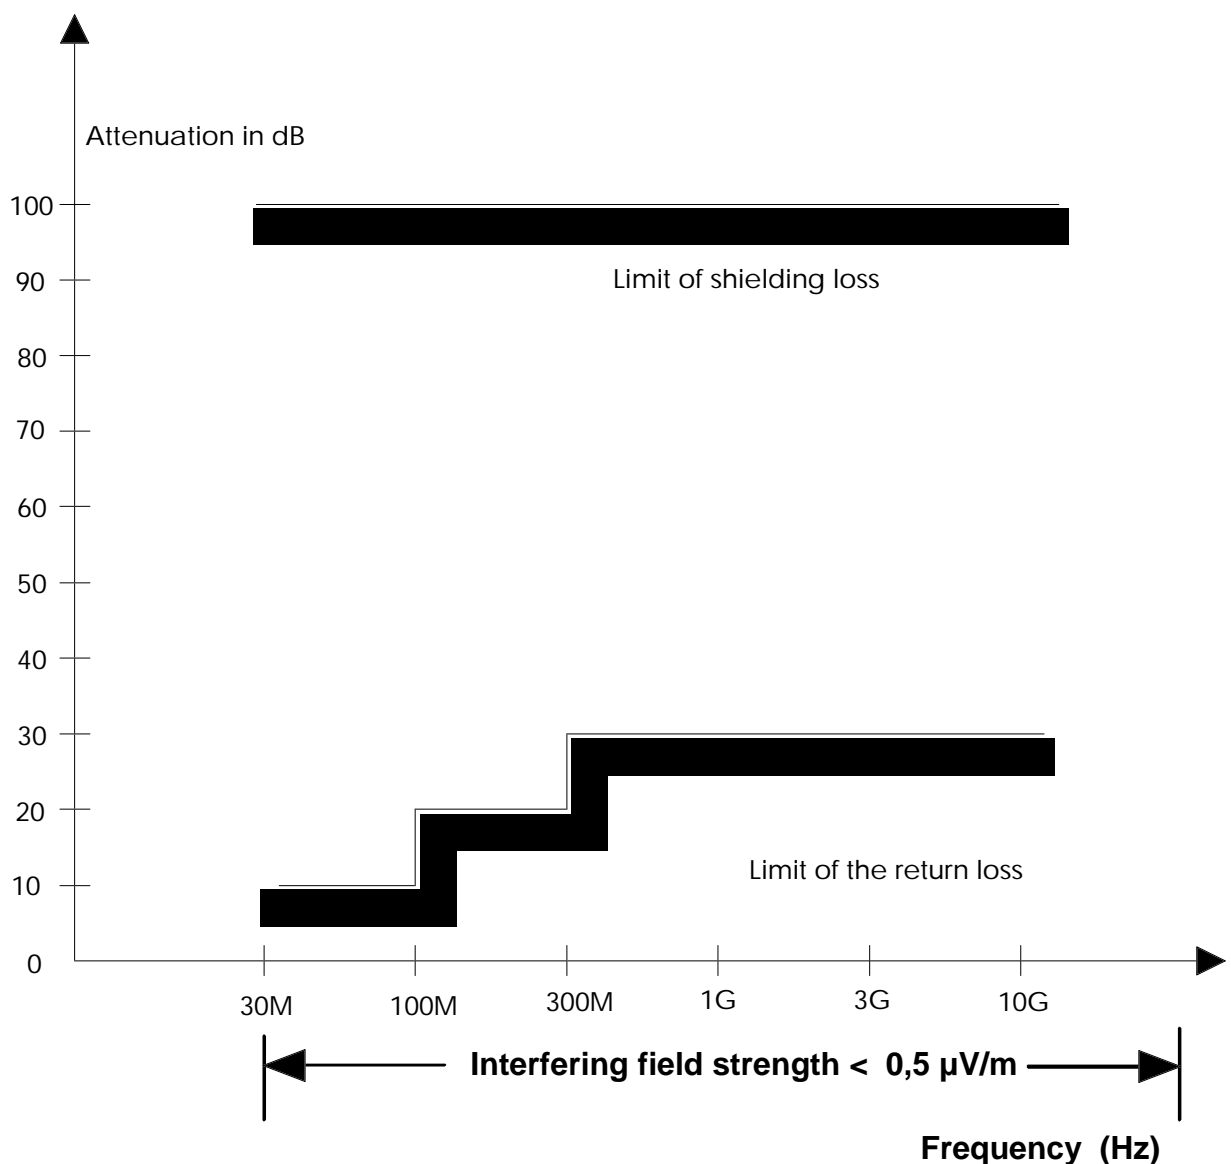 Attenuation in dB
100
90
Limit of shielding loss
80
70
60
50
40
30
20
Limit of the return loss
10
0
30M 100M 300M 1G 3G 10G
Interfering field strength < 0,5 µV/m
Frequency (Hz)